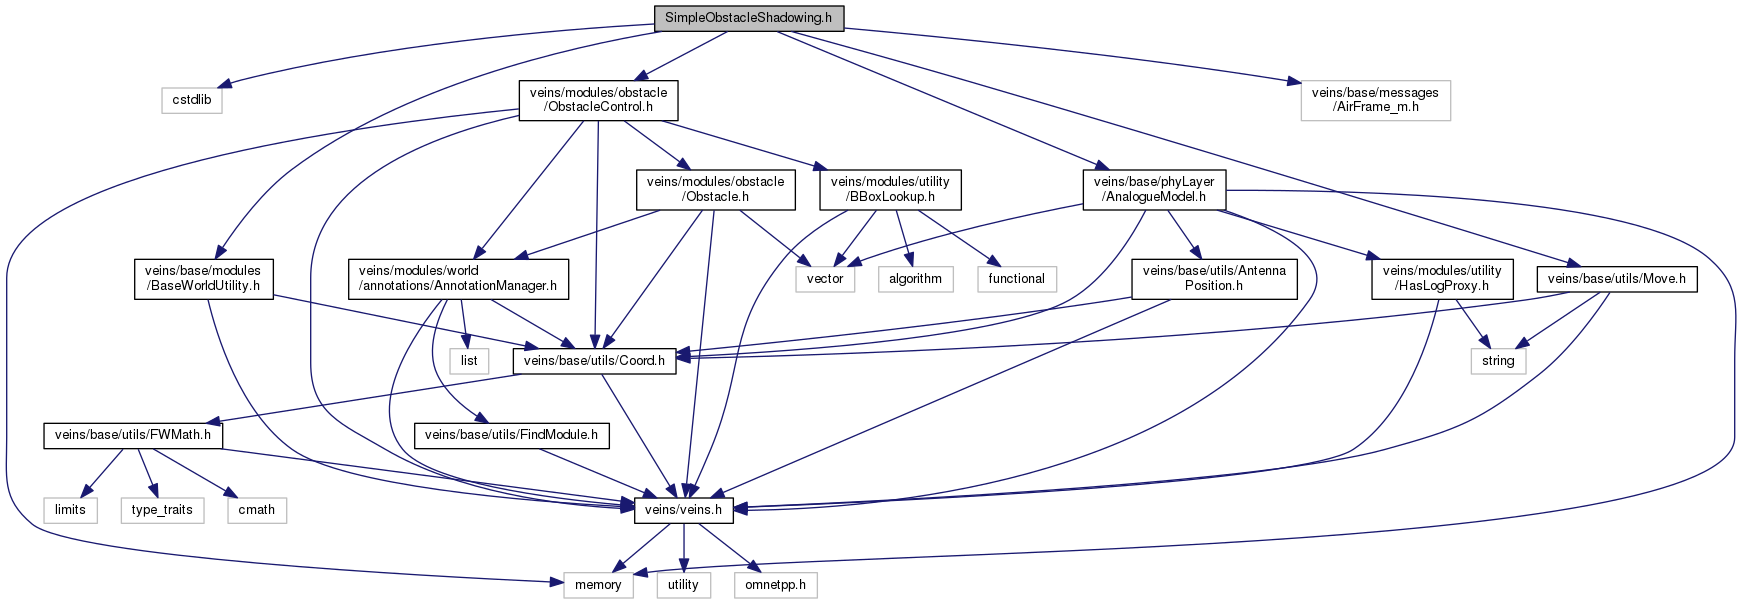 SimpleObstacleShadowing.h
cstdlib
veins/modules/obstacle
/ObstacleControl.h
veins/base/messages
/AirFrame_m.h
veins/modules/obstacle
/Obstacle.h
veins/modules/utility
/BBoxLookup.h
veins/base/phyLayer
/AnalogueModel.h
veins/base/modules
/BaseWorldUtility.h
veins/modules/world
/annotations/AnnotationManager.h
vector
algorithm
functional
veins/base/utils/Antenna
Position.h
veins/modules/utility
/HasLogProxy.h
veins/base/utils/Move.h
list
veins/base/utils/Coord.h
string
veins/base/utils/FWMath.h
veins/base/utils/FindModule.h
limits
type_traits
cmath
veins/veins.h
memory
utility
omnetpp.h